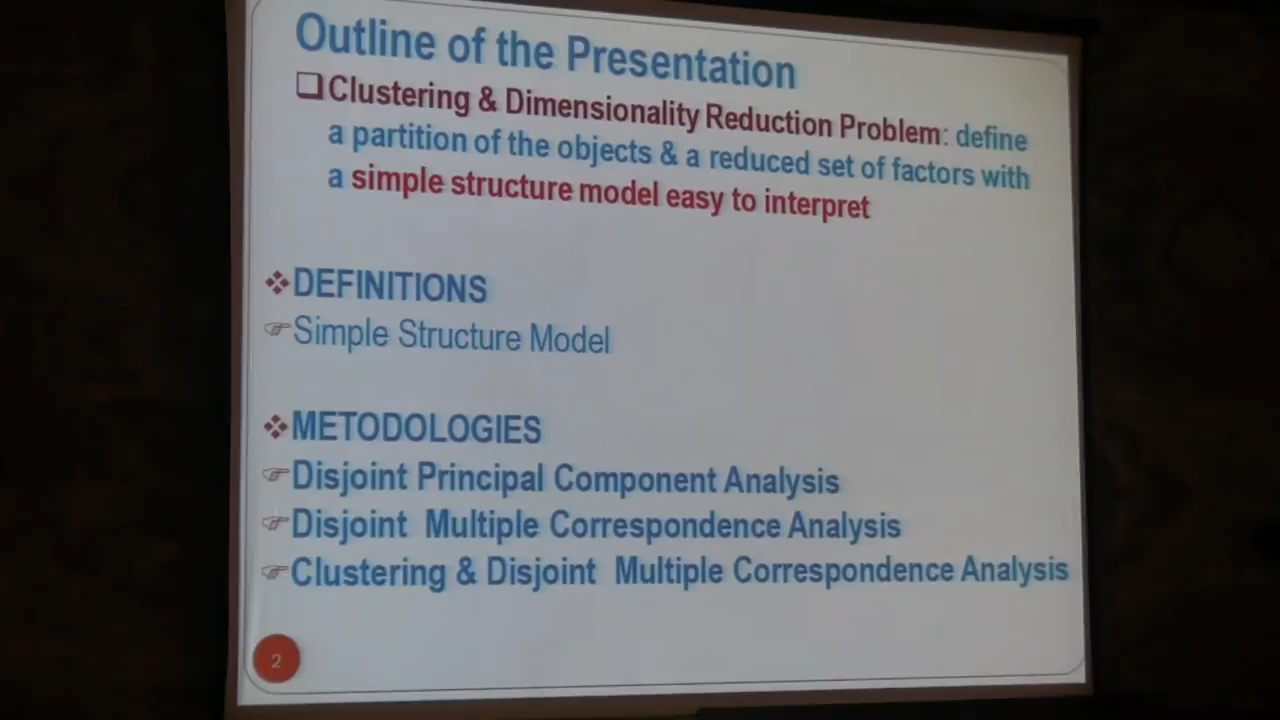 Outline of the Presentation
Clustering & Dimensionality Reduction Problem: define
a partition of the objects & a reduced set of factors with
a simple structure model easy to interpret
DEFINITIONS
Simple Structure Model
METODOLOGIES
Disjoint Principal Component Analysis
Disjoint Multiple Correspondence Analysis
Clustering & Disjoint Multiple Correspondence Analysis
2